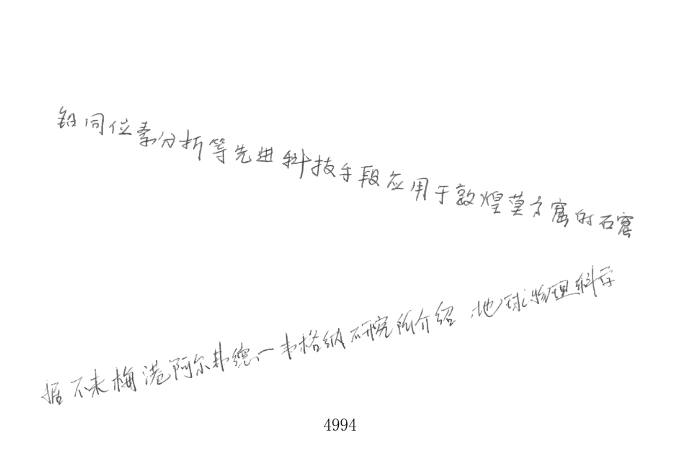 铅同位素分析等先进科技手段应用于敦煌莫高窟的石窟
据不来梅港阿尔弗德一韦格纳研究所介绍,地球物理科学
4994